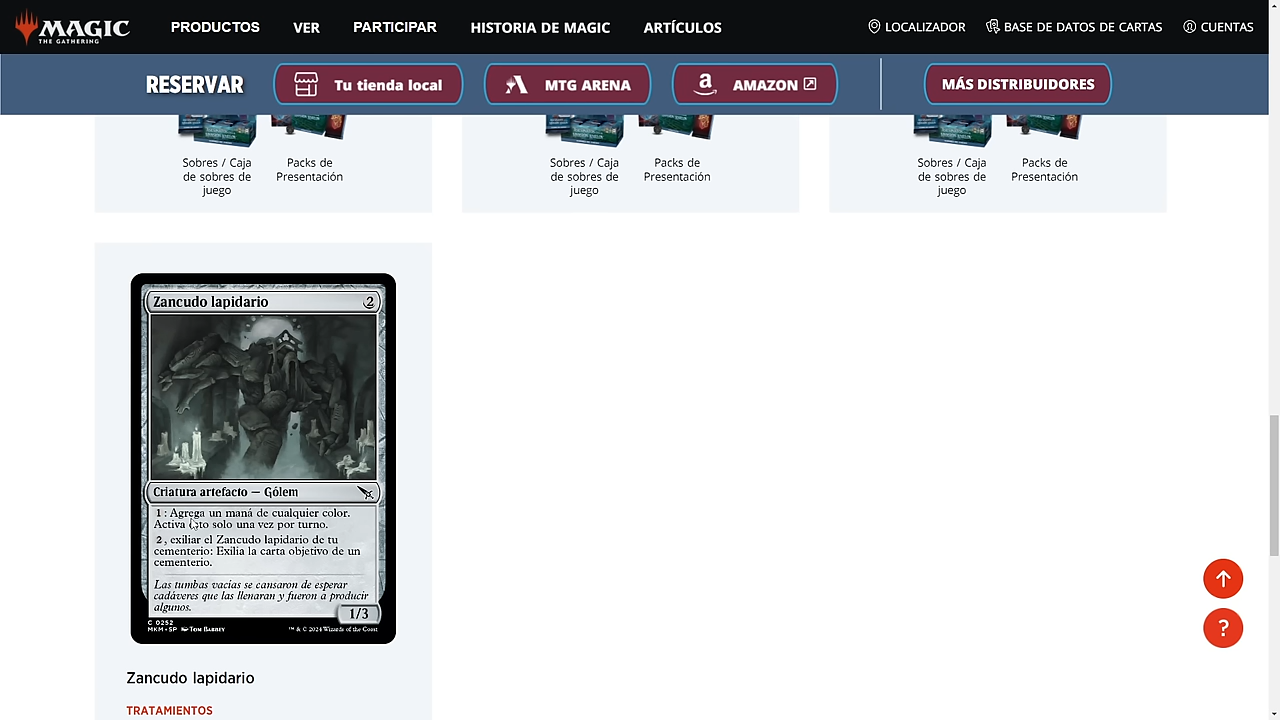 MAGIC
THE GATHERING
PRODUCTOS
VER
PARTICIPAR
HISTORIA DE MAGIC
ARTÍCULOS
LOCALIZADOR
BASE DE DATOS DE CARTAS
CUENTAS
RESERVAR
Tu tienda local
MTG ARENA
AMAZON
MÁS DISTRIBUIDORES
Sobres / Caja
de sobres de
juego
Packs de
Presentación
Sobres / Caja
de sobres de
juego
Packs de
Presentación
Sobres / Caja
de sobres de
juego
Packs de
Presentación
Zancudo lapidario 2
Criatura artefacto — Gólem
1: Agrega un maná de cualquier color.
Activa esto solo una vez por turno.
2, exiliar el Zancudo lapidario de tu
cementerio: Exilia la carta objetivo de un
cementerio.
Las tumbas vacías se cansaron de esperar
cadáveres que las llenaran y fueron a producir
algunos.
1/3
C 0252
MKM • SP Tom Babbey
™ & © 2024 Wizards of the Coast
Zancudo lapidario
TRATAMIENTOS
?